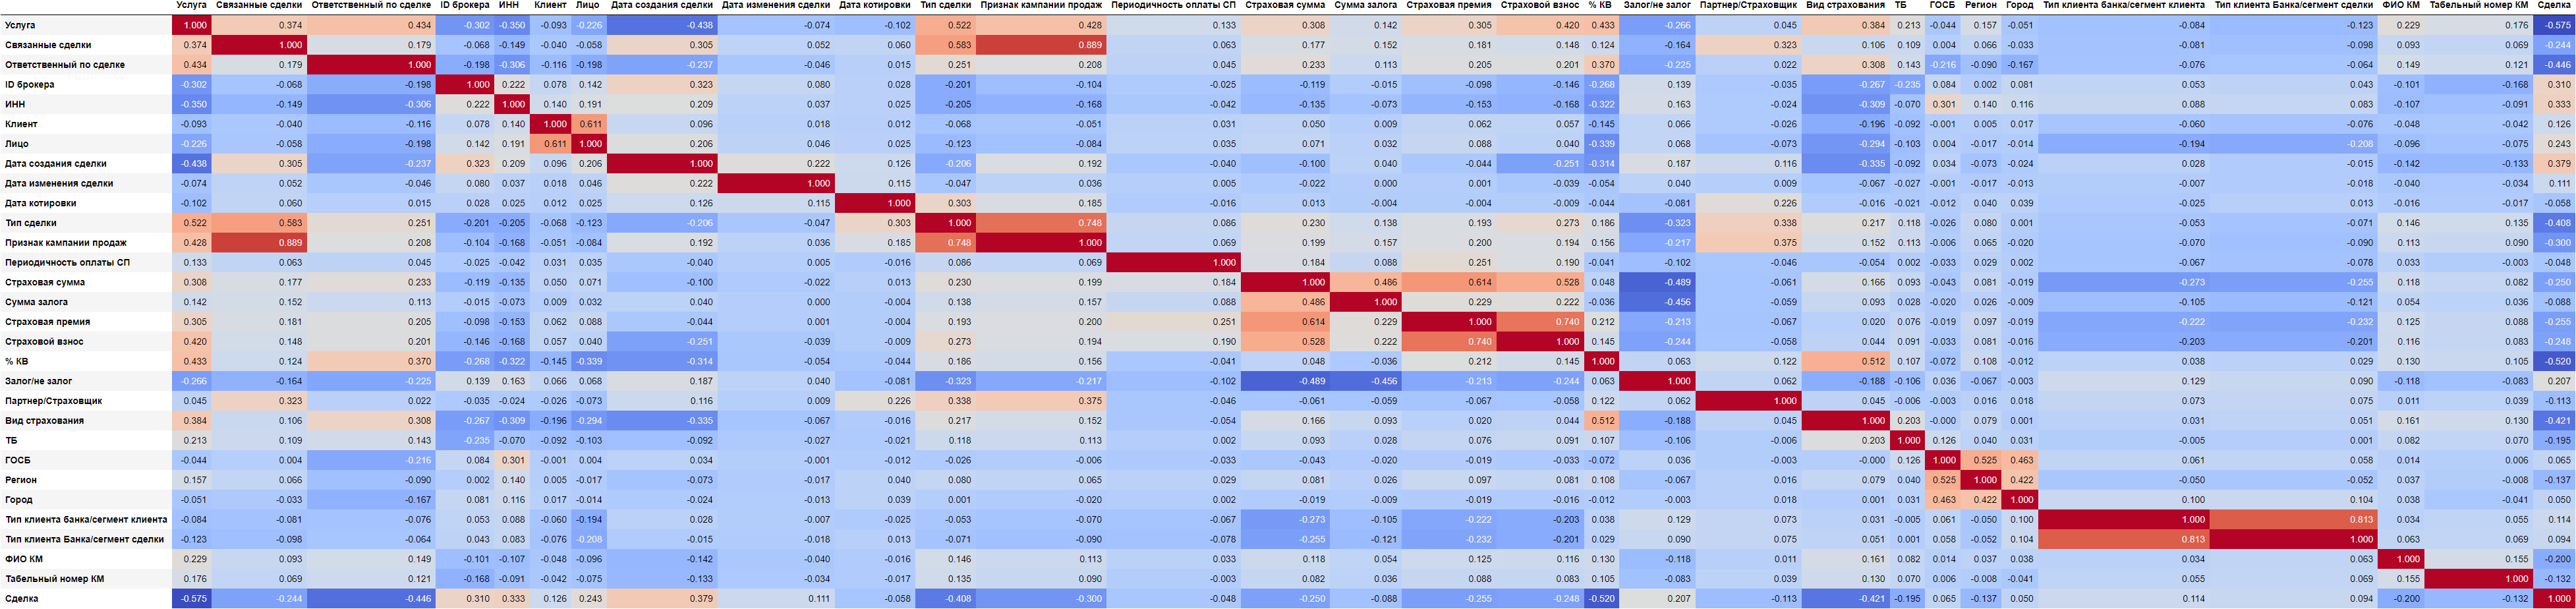 Услуга Связанные сделки Ответственный по сделке ID брокера ИНН Клиент Лицо Дата создания сделки Дата изменения сделки Дата котировки Тип сделки Признак кампании продаж Периодичность оплаты СП Страховая сумма Сумма залога Страховая премия Страховой взнос % КВ Залог/не залог Партнер/Страховщик Вид страхования ТБ ГОСБ Регион Город Тип клиента банка/сегмент клиента Тип клиента Банка/сегмент сделки ФИО КМ Табельный номер КМ Сделка
Услуга 1.000 0.374 0.434 -0.302 -0.350 -0.093 -0.226 -0.438 -0.074 -0.102 0.522 0.428 0.133 0.308 0.142 0.305 0.420 0.433 -0.266 0.045 0.384 0.213 -0.044 0.157 -0.051 -0.084 -0.123 0.229 0.176 -0.575
Связанные сделки 0.374 1.000 0.179 -0.068 -0.149 -0.040 -0.058 0.305 0.052 0.060 0.583 0.889 0.063 0.177 0.152 0.181 0.148 0.124 -0.164 0.323 0.106 0.109 0.004 0.066 -0.033 -0.081 -0.098 0.093 0.069 -0.244
Ответственный по сделке 0.434 0.179 1.000 -0.198 -0.306 -0.116 -0.198 -0.237 -0.046 0.015 0.251 0.208 0.045 0.233 0.113 0.205 0.201 0.370 -0.225 0.022 0.308 0.143 -0.216 -0.090 -0.167 -0.076 -0.064 0.149 0.121 -0.446
ID брокера -0.302 -0.068 -0.198 1.000 0.222 0.078 0.142 0.323 0.080 0.028 -0.201 -0.104 -0.025 -0.119 -0.015 -0.098 -0.146 -0.268 0.139 -0.035 -0.267 -0.235 0.084 0.002 0.081 0.053 0.043 -0.101 -0.168 0.310
ИНН -0.350 -0.149 -0.306 0.222 1.000 0.140 0.191 0.209 0.037 0.025 -0.205 -0.168 -0.042 -0.135 -0.073 -0.153 -0.168 -0.322 0.163 -0.024 -0.309 -0.070 0.301 0.140 0.116 0.088 0.083 -0.107 -0.091 0.333
Клиент -0.093 -0.040 -0.116 0.078 0.140 1.000 0.611 0.096 0.018 0.012 -0.068 -0.051 0.031 0.050 0.009 0.062 0.057 -0.145 0.066 -0.026 -0.196 -0.092 -0.001 0.005 0.017 -0.060 -0.076 -0.048 -0.042 0.126
Лицо -0.226 -0.058 -0.198 0.142 0.191 0.611 1.000 0.206 0.046 0.025 -0.123 -0.084 0.035 0.071 0.032 0.088 0.040 -0.339 0.068 -0.073 -0.294 -0.103 0.004 -0.017 -0.014 -0.194 -0.208 -0.096 -0.075 0.243
Дата создания сделки -0.438 0.305 -0.237 0.323 0.209 0.096 0.206 1.000 0.222 0.126 -0.206 0.192 -0.040 -0.100 0.040 -0.044 -0.251 -0.314 0.187 0.116 -0.335 -0.092 0.034 -0.073 -0.024 0.028 -0.015 -0.142 -0.133 0.379
Дата изменения сделки -0.074 0.052 -0.046 0.080 0.037 0.018 0.046 0.222 1.000 0.115 -0.047 0.036 0.005 -0.022 0.000 0.001 -0.039 -0.054 0.040 0.009 -0.067 -0.027 -0.001 -0.017 -0.013 -0.007 -0.018 -0.040 -0.034 0.111
Дата котировки -0.102 0.060 0.015 0.028 0.025 0.012 0.025 0.126 0.115 1.000 0.303 0.185 -0.016 0.013 -0.004 -0.004 -0.009 -0.044 -0.081 0.226 -0.016 -0.021 -0.012 0.040 0.039 -0.025 0.013 -0.016 -0.017 -0.058
Тип сделки 0.522 0.583 0.251 -0.201 -0.205 -0.068 -0.123 -0.206 -0.047 0.303 1.000 0.748 0.086 0.230 0.138 0.193 0.273 0.186 -0.323 0.338 0.217 0.118 -0.026 0.080 0.001 -0.053 -0.071 0.146 0.135 -0.408
Признак кампании продаж 0.428 0.889 0.208 -0.104 -0.168 -0.051 -0.084 0.192 0.036 0.185 0.748 1.000 0.069 0.199 0.157 0.200 0.194 0.156 -0.217 0.375 0.152 0.113 -0.006 0.065 -0.020 -0.070 -0.090 0.113 0.090 -0.300
Периодичность оплаты СП 0.133 0.063 0.045 -0.025 -0.042 0.031 0.035 -0.040 0.005 -0.016 0.086 0.069 1.000 0.184 0.088 0.251 0.190 -0.041 -0.102 -0.046 -0.054 0.002 -0.033 0.029 0.002 -0.067 -0.078 0.033 -0.003 -0.048
Страховая сумма 0.308 0.177 0.233 -0.119 -0.135 0.050 0.071 -0.100 -0.022 0.013 0.230 0.199 0.184 1.000 0.486 0.614 0.528 0.048 -0.489 -0.061 0.166 0.093 -0.043 0.081 -0.019 -0.273 -0.255 0.118 0.082 -0.250
Сумма залога 0.142 0.152 0.113 -0.015 -0.073 0.009 0.032 0.040 0.000 -0.004 0.138 0.157 0.088 0.486 1.000 0.229 0.222 -0.036 -0.456 -0.059 0.093 0.028 -0.020 0.026 -0.009 -0.105 -0.121 0.054 0.036 -0.088
Страховая премия 0.305 0.181 0.205 -0.098 -0.153 0.062 0.088 -0.044 0.001 -0.004 0.193 0.200 0.251 0.614 0.229 1.000 0.740 0.212 -0.213 -0.067 0.020 0.076 -0.019 0.097 -0.019 -0.222 -0.232 0.125 0.088 -0.255
Страховой взнос 0.420 0.148 0.201 -0.146 -0.168 0.057 0.040 -0.251 -0.039 -0.009 0.273 0.194 0.190 0.528 0.222 0.740 1.000 0.145 -0.244 -0.058 0.044 0.091 -0.033 0.081 -0.016 -0.203 -0.201 0.116 0.083 -0.248
% КВ 0.433 0.124 0.370 -0.268 -0.322 -0.145 -0.339 -0.314 -0.054 -0.044 0.186 0.156 -0.041 0.048 -0.036 0.212 0.145 1.000 0.063 0.122 0.512 0.107 -0.072 0.108 -0.012 0.038 0.029 0.130 0.105 -0.520
Залог/не залог -0.266 -0.164 -0.225 0.139 0.163 0.066 0.068 0.187 0.040 -0.081 -0.323 -0.217 -0.102 -0.489 -0.456 -0.213 -0.244 0.063 1.000 0.062 -0.188 -0.106 0.036 -0.067 -0.003 0.129 0.090 -0.118 -0.083 0.207
Партнер/Страховщик 0.045 0.323 0.022 -0.035 -0.024 -0.026 -0.073 0.116 0.009 0.226 0.338 0.375 -0.046 -0.061 -0.059 -0.067 -0.058 0.122 0.062 1.000 0.045 -0.006 -0.003 0.016 0.018 0.073 0.075 0.011 0.039 -0.113
Вид страхования 0.384 0.106 0.308 -0.267 -0.309 -0.196 -0.294 -0.335 -0.067 -0.016 0.217 0.152 -0.054 0.166 0.093 0.020 0.044 0.512 -0.188 0.045 1.000 0.203 -0.000 0.079 0.001 0.031 0.051 0.161 0.130 -0.421
ТБ 0.213 0.109 0.143 -0.235 -0.070 -0.092 -0.103 -0.092 -0.027 -0.021 0.118 0.113 0.002 0.093 0.028 0.076 0.091 0.107 -0.106 -0.006 0.203 1.000 0.126 0.040 0.031 -0.005 0.001 0.082 0.070 -0.195
ГОСБ -0.044 0.004 -0.216 0.084 0.301 -0.001 0.004 0.034 -0.001 -0.012 -0.026 -0.006 -0.033 -0.043 -0.020 -0.019 -0.033 -0.072 0.036 -0.003 -0.000 0.126 1.000 0.525 0.463 0.061 0.058 0.014 0.006 0.065
Регион 0.157 0.066 -0.090 0.002 0.140 0.005 -0.017 -0.073 -0.017 0.040 0.080 0.065 0.029 0.081 0.026 0.097 0.081 0.108 -0.067 0.016 0.079 0.040 0.525 1.000 0.422 -0.050 -0.052 0.037 -0.008 -0.137
Город -0.051 -0.033 -0.167 0.081 0.116 0.017 -0.014 -0.024 -0.013 0.039 0.001 -0.020 0.002 -0.019 -0.009 -0.019 -0.016 -0.012 -0.003 0.018 0.001 0.031 0.463 0.422 1.000 0.100 0.104 0.038 -0.041 0.050
Тип клиента банка/сегмент клиента -0.084 -0.081 -0.076 0.053 0.088 -0.060 -0.194 0.028 -0.007 -0.025 -0.053 -0.070 -0.067 -0.273 -0.105 -0.222 -0.203 0.038 0.129 0.073 0.031 -0.005 0.061 -0.050 0.100 1.000 0.813 0.034 0.055 0.114
Тип клиента Банка/сегмент сделки -0.123 -0.098 -0.064 0.043 0.083 -0.076 -0.208 -0.015 -0.018 0.013 -0.071 -0.090 -0.078 -0.255 -0.121 -0.232 -0.201 0.029 0.090 0.075 0.051 0.001 0.058 -0.052 0.104 0.813 1.000 0.063 0.069 0.094
ФИО КМ 0.229 0.093 0.149 -0.101 -0.107 -0.048 -0.096 -0.142 -0.040 -0.016 0.146 0.113 0.033 0.118 0.054 0.125 0.116 0.130 -0.118 0.011 0.161 0.082 0.014 0.037 0.038 0.034 0.063 1.000 0.155 -0.200
Табельный номер КМ 0.176 0.069 0.121 -0.168 -0.091 -0.042 -0.075 -0.133 -0.034 -0.017 0.135 0.090 -0.003 0.082 0.036 0.088 0.083 0.105 -0.083 0.039 0.130 0.070 0.006 -0.008 -0.041 0.055 0.069 0.155 1.000 -0.132
Сделка -0.575 -0.244 -0.446 0.310 0.333 0.126 0.243 0.379 0.111 -0.058 -0.408 -0.300 -0.048 -0.250 -0.088 -0.255 -0.248 -0.520 0.207 -0.113 -0.421 -0.195 0.065 -0.137 0.050 0.114 0.094 -0.200 -0.132 1.000